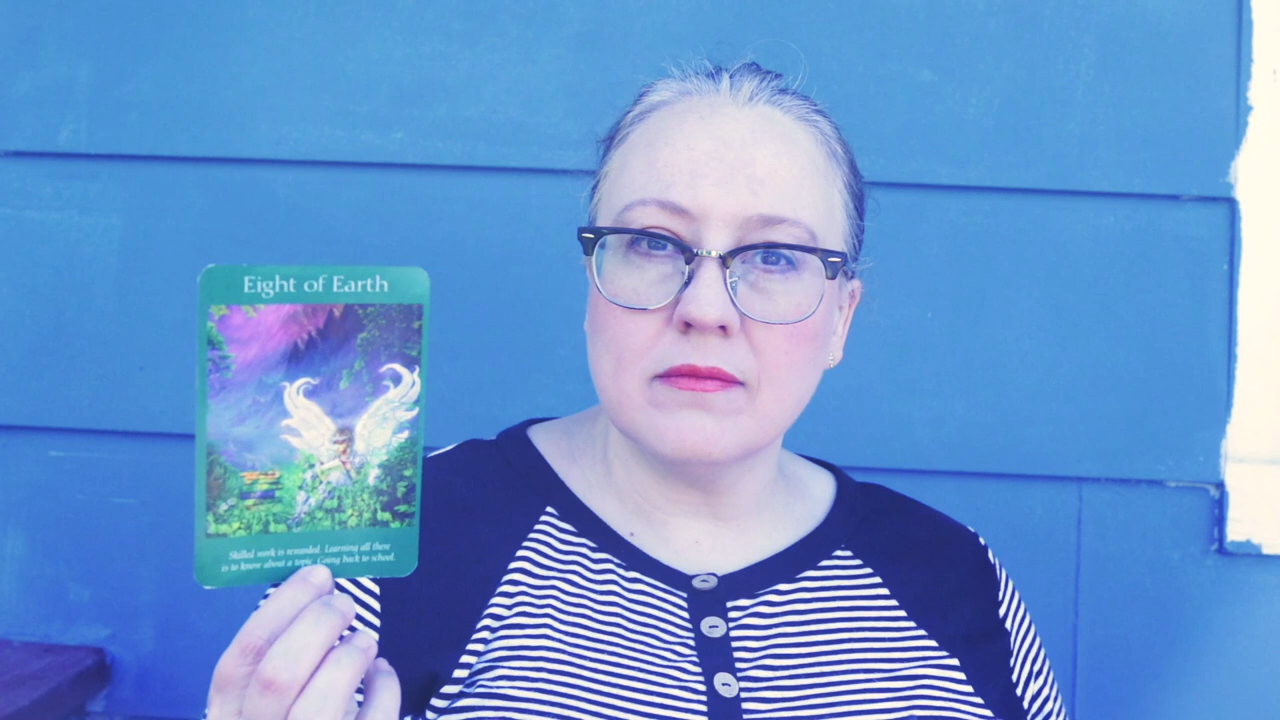 Eight of Earth
Skilled work is rewarded. Learning all there
is to know about a topic. Going back to school.